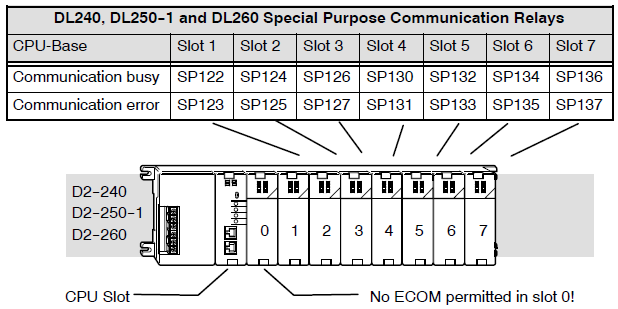 DL240, DL250-1 and DL260 Special Purpose Communication Relays
CPU-Base Slot 1 Slot 2 Slot 3 Slot 4 Slot 5 Slot 6 Slot 7
Communication busy SP122 SP124 SP126 SP130 SP132 SP134 SP136
Communication error SP123 SP125 SP127 SP131 SP133 SP135 SP137
D2-240
D2-250-1
D2-260
0 1 2 3 4 5 6 7
CPU Slot
No ECOM permitted in slot 0!